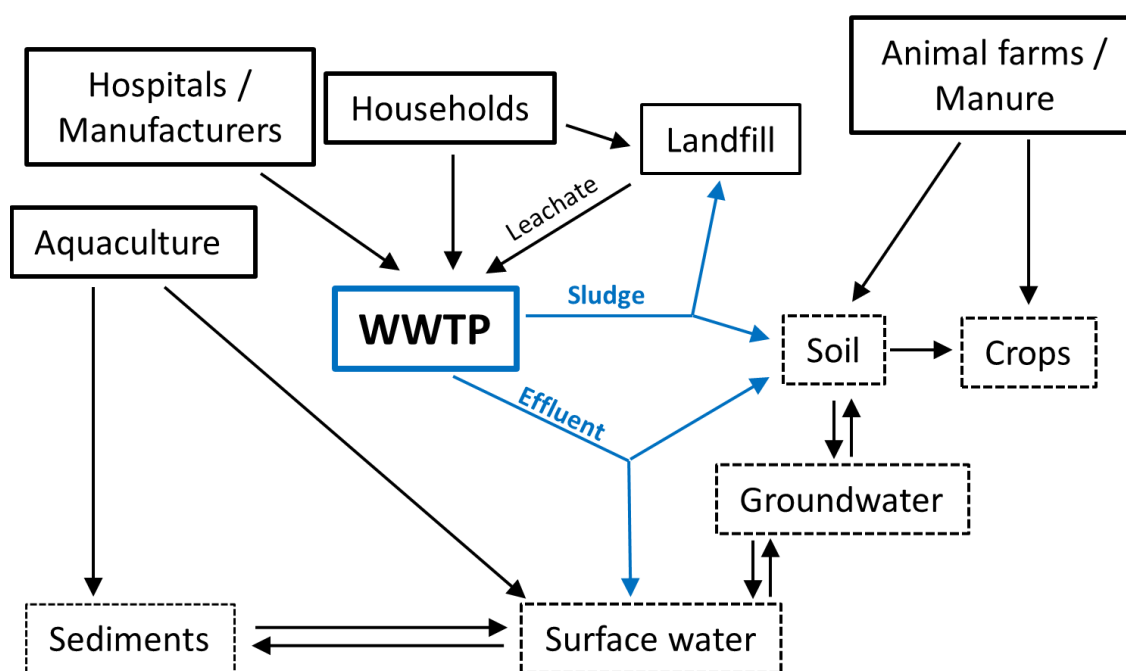 Hospitals /
Manufacturers
Households
Landfill
Animal farms /
Manure
Aquaculture
Leachate
WWTP
Sludge
Effluent
Soil
Crops
Groundwater
Sediments
Surface water